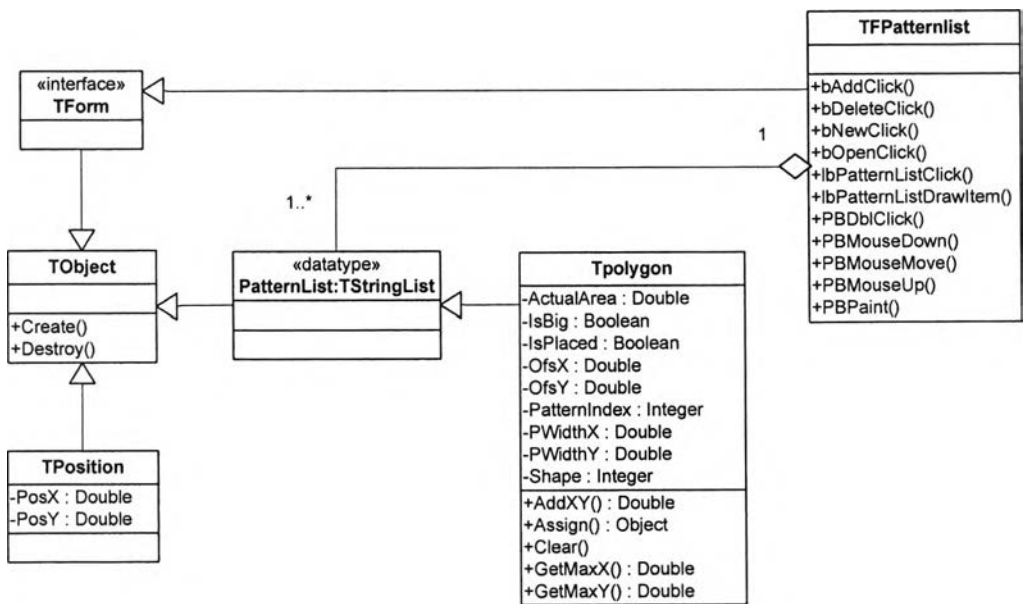 TFPatternlist
+bAddClick()
+bDeleteClick()
+bNewClick()
+bOpenClick()
+lbPatternListClick()
+lbPatternListDrawItem()
+PBDblClick()
+PBMouseDown()
+PBMouseMove()
+PBMouseUp()
+PBPaint()
«interface»
TForm
1
1..*
TObject
+Create()
+Destroy()
«datatype»
PatternList:TStringList
Tpolygon
-ActualArea : Double
-IsBig : Boolean
-IsPlaced : Boolean
-OfsX : Double
-OfsY : Double
-PatternIndex : Integer
-PWidthX : Double
-PWidthY : Double
-Shape : Integer
+AddXY() : Double
+Assign() : Object
+Clear()
+GetMaxX() : Double
+GetMaxY() : Double
TPosition
-PosX : Double
-PosY : Double